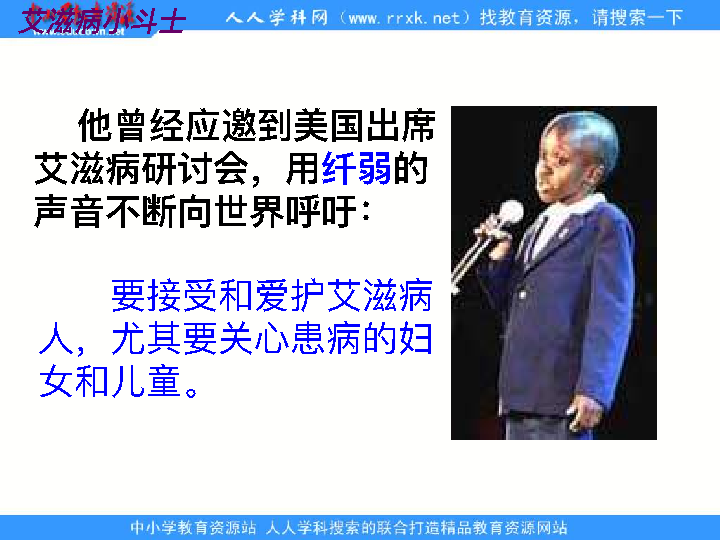 艾滋病小斗士
人人学科网（www.rrxk.net）找教育资源，请搜索一下
他曾经应邀到美国出席
艾滋病研讨会，用纤弱的
声音不断向世界呼吁：
要接受和爱护艾滋病
人，尤其要关心患病的妇
女和儿童。
中小学教育资源站 人人学科搜索的联合打造精品教育资源网站